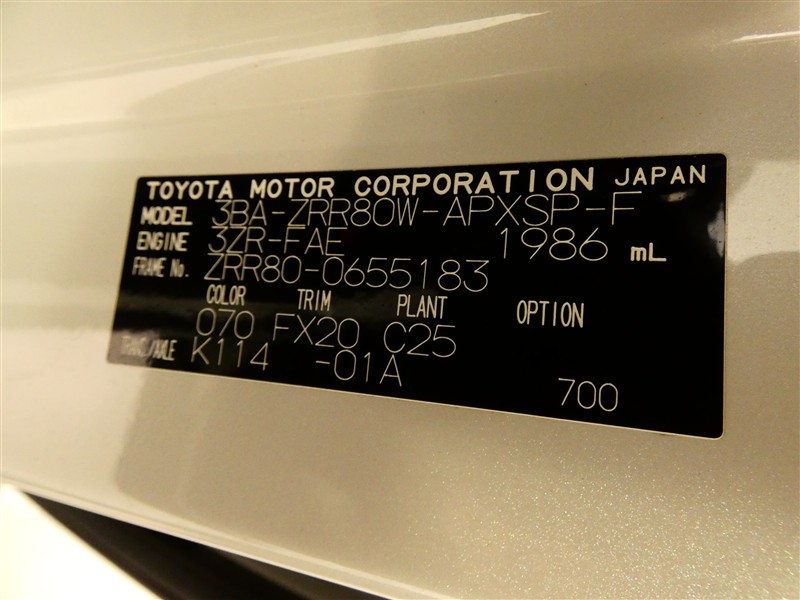 TOYOTA MOTOR CORPORATION JAPAN
MODEL 3BA-ZRR80W-APXSP-F
ENGINE 3ZR-FAE 1986 mL
FRAME No. ZRR80-0655183
COLOR TRIM PLANT OPTION
070 FX20 C25
TRANS./AXLE K114 -01A
700